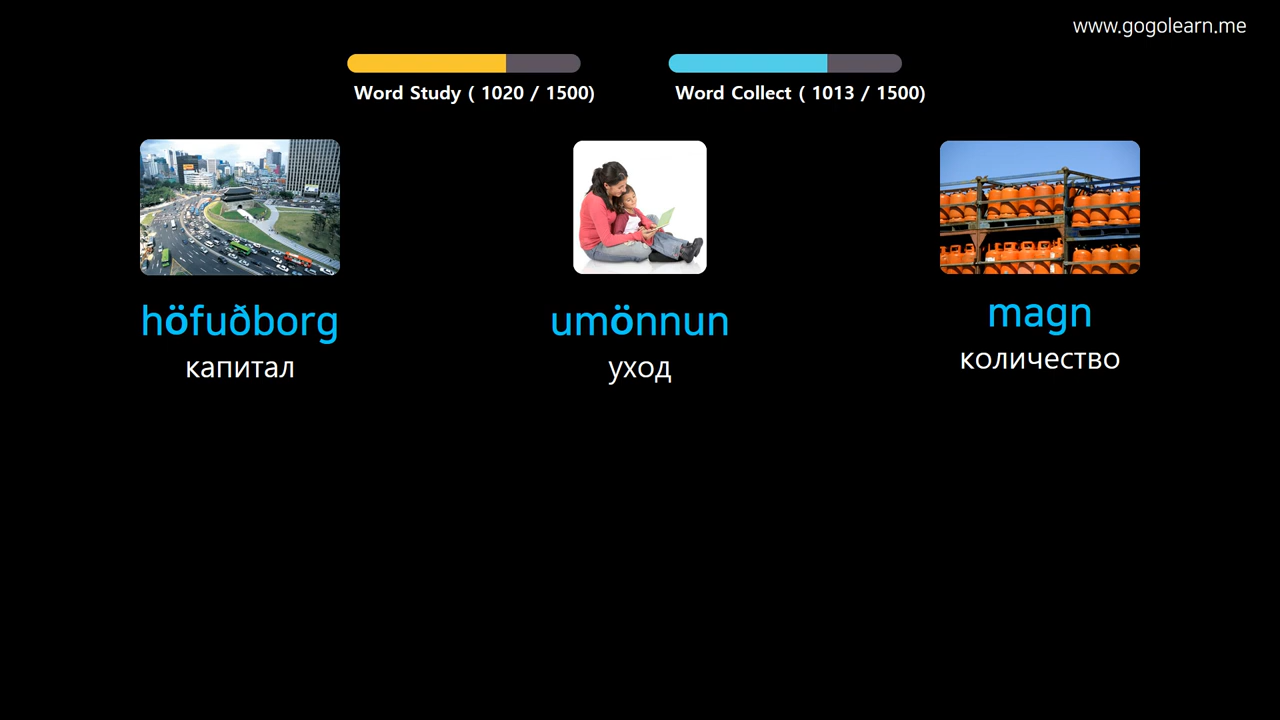 www.gogolearn.me
Word Study ( 1020 / 1500)
Word Collect ( 1013 / 1500)
höfuðborg
umönnun
magn
капитал
уход
количество